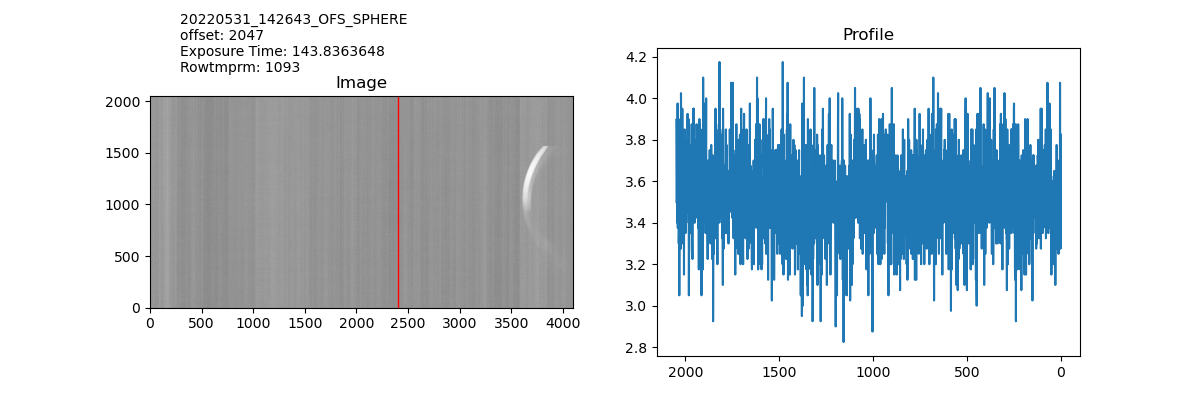 20220531_142643_OFS_SPHERE
offset: 2047
Exposure Time: 143.8363648
Rowtmprm: 1093
Image
2000
1500
1000
500
0
0 500 1000 1500 2000 2500 3000 3500 4000
Profile
4.2
4.0
3.8
3.6
3.4
3.2
3.0
2.8
2000 1500 1000 500 0